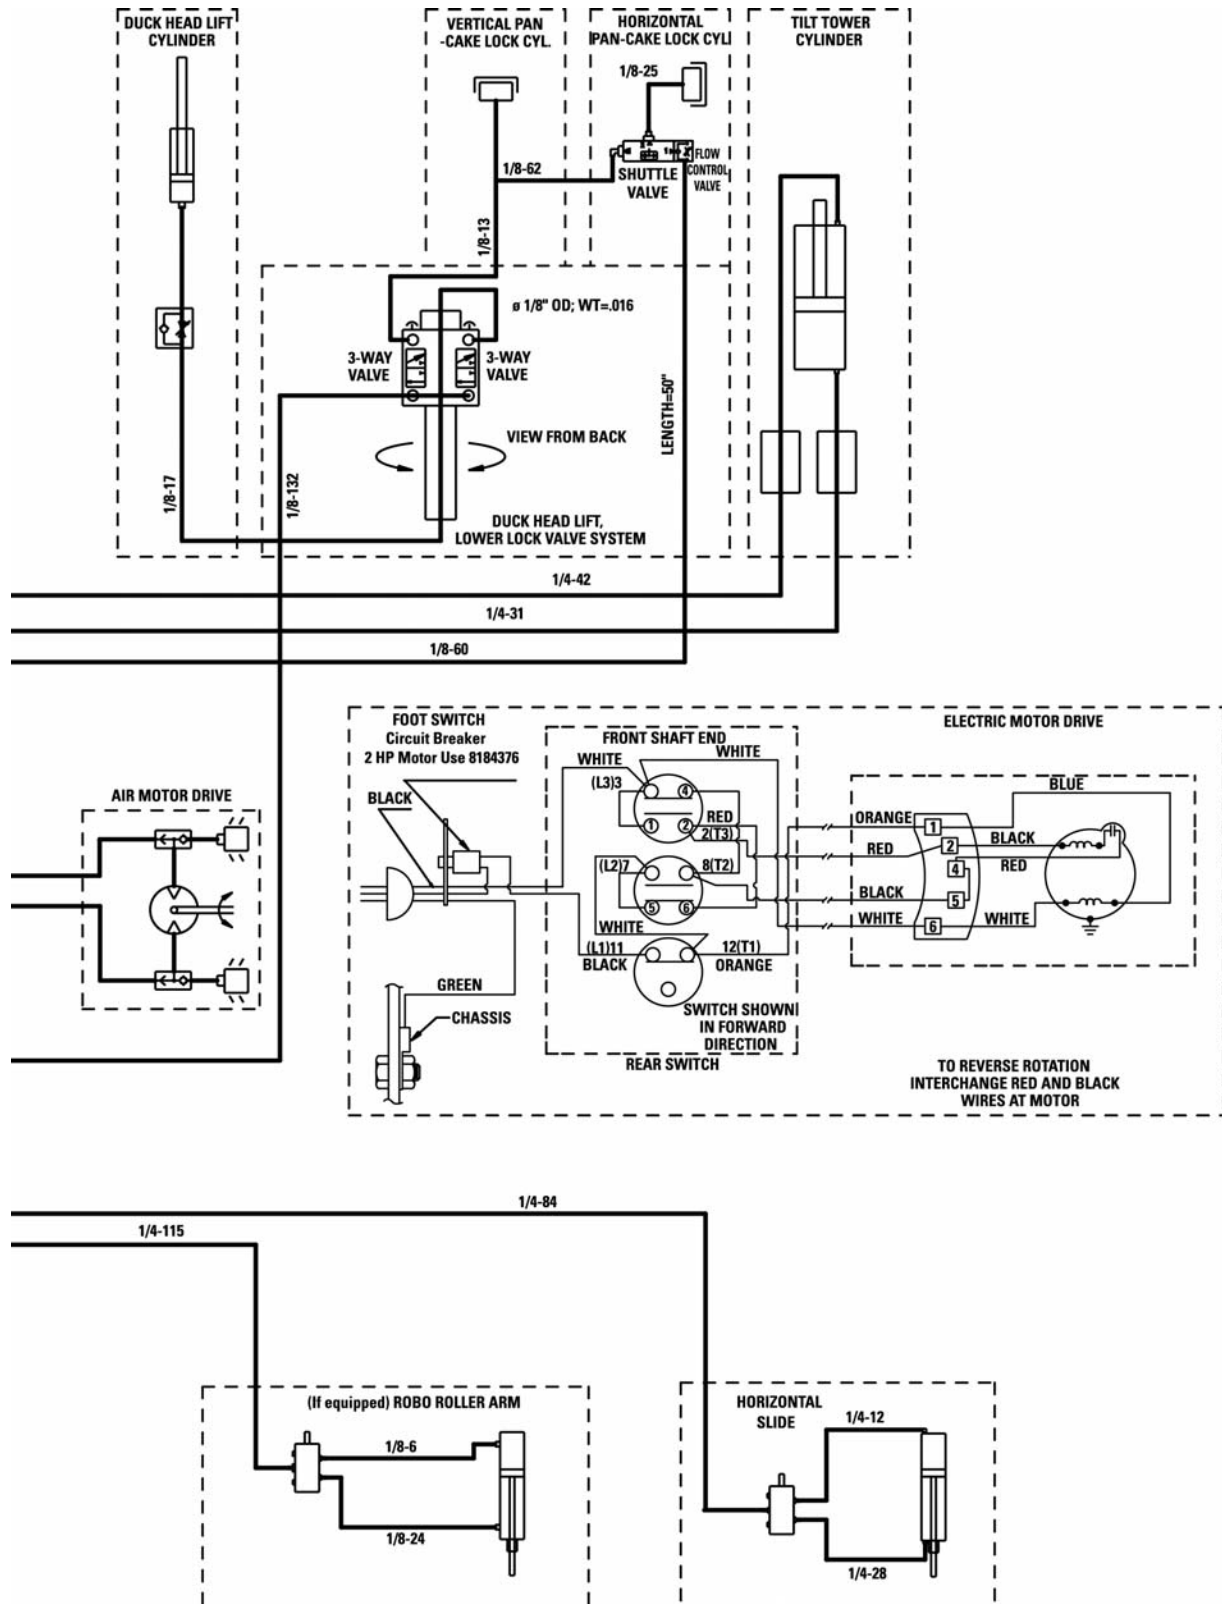 DUCK HEAD LIFT
CYLINDER
VERTICAL PAN
-CAKE LOCK CYL.
HORIZONTAL
PAN-CAKE LOCK CYL
TILT TOWER
CYLINDER
1/8-25
1/8-62
SHUTTLE
VALVE
FLOW
CONTROL
VALVE
1/8-13
ø 1/8" OD; WT=.016
3-WAY
VALVE
3-WAY
VALVE
LENGTH=50"
VIEW FROM BACK
1/8-17
1/8-132
DUCK HEAD LIFT,
LOWER LOCK VALVE SYSTEM
1/4-42
1/4-31
1/8-60
FOOT SWITCH
Circuit Breaker
2 HP Motor Use 8184376
FRONT SHAFT END
ELECTRIC MOTOR DRIVE
WHITE
WHITE
(L3)3
4
BLACK
1
2
RED
2(T3)
(L2)7
8(T2)
5
6
WHITE
(L1)11
BLACK
12(T1)
ORANGE
SWITCH SHOWN
IN FORWARD
DIRECTION
REAR SWITCH
GREEN
CHASSIS
BLUE
ORANGE
1
RED
2
BLACK
4
RED
BLACK
5
WHITE
6
WHITE
TO REVERSE ROTATION
INTERCHANGE RED AND BLACK
WIRES AT MOTOR
AIR MOTOR DRIVE
1/4-84
1/4-115
(If equipped) ROBO ROLLER ARM
1/8-6
1/8-24
HORIZONTAL
SLIDE
1/4-12
1/4-28